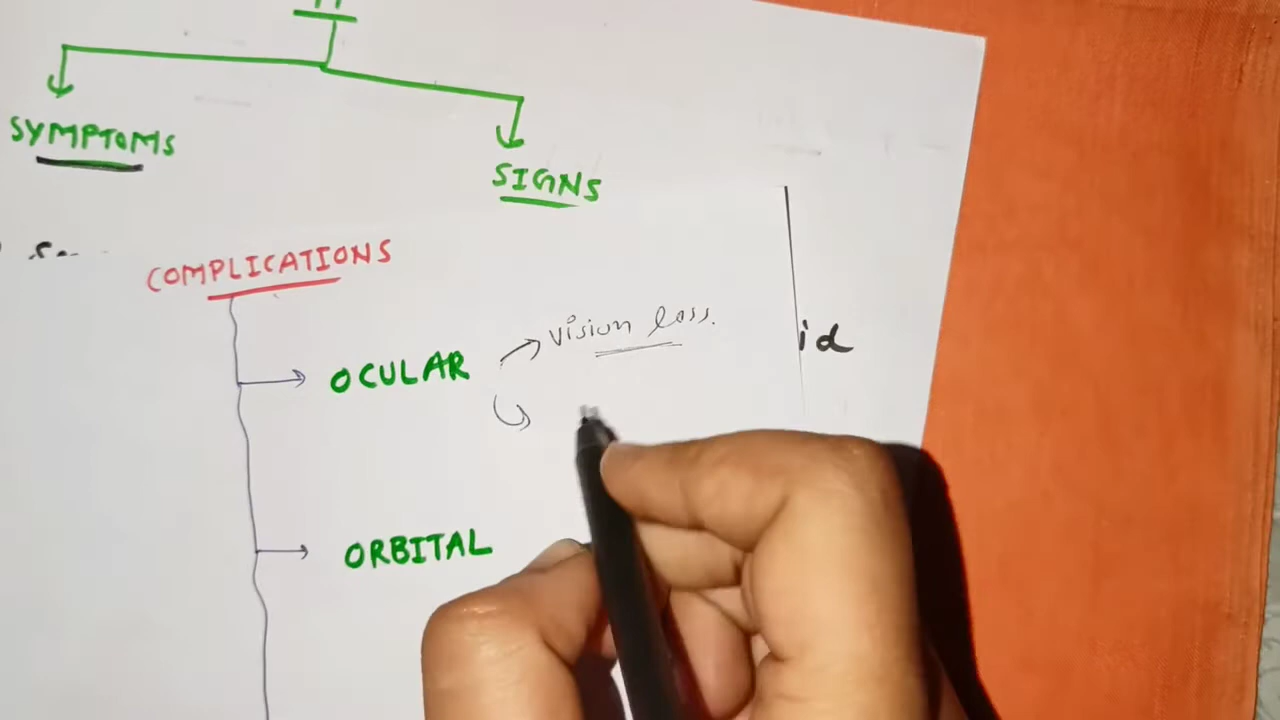 SYMPTOMS
SIGNS
COMPLICATIONS
vision loss.
id
OCULAR
ORBITAL